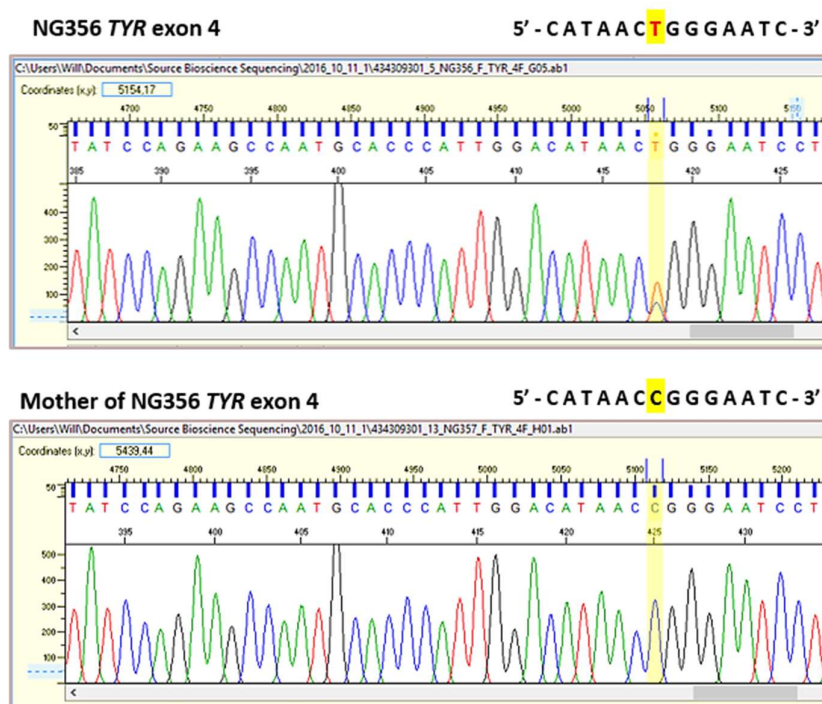 NG356 TYR exon 4
5’ - C A T A A C T G G G A A T C - 3’
C:\Users\Will\Documents\Source Bioscience Sequencing\2016_10_11_1\434309301_5_NG356_F_TYR_4F_G05.ab1
Coordinates (x,y): 5154,17
4700 4750 4800 4850 4900 4950 5000 5050 5100
50
T A T C C A G A A G C C A A T G C A C C C A T T G G A C A T A A C T G G G A A T C C T
385 390 395 400 405 410 415 420 425
400
300
200
100
<
Mother of NG356 TYR exon 4
5’ - C A T A A C C G G G A A T C - 3’
C:\Users\Will\Documents\Source Bioscience Sequencing\2016_10_11_1\434309301_13_NG357_F_TYR_4F_H01.ab1
Coordinates (x,y): 5439,44
4750 4800 4850 4900 4950 5000 5050 5100 5150 5200
50
T A T C C A G A A G C C A A T G C A C C C A T T G G A C A T A A C C G G G A A T C C T
395 400 405 410 415 420 425 430
500
400
300
200
100
<